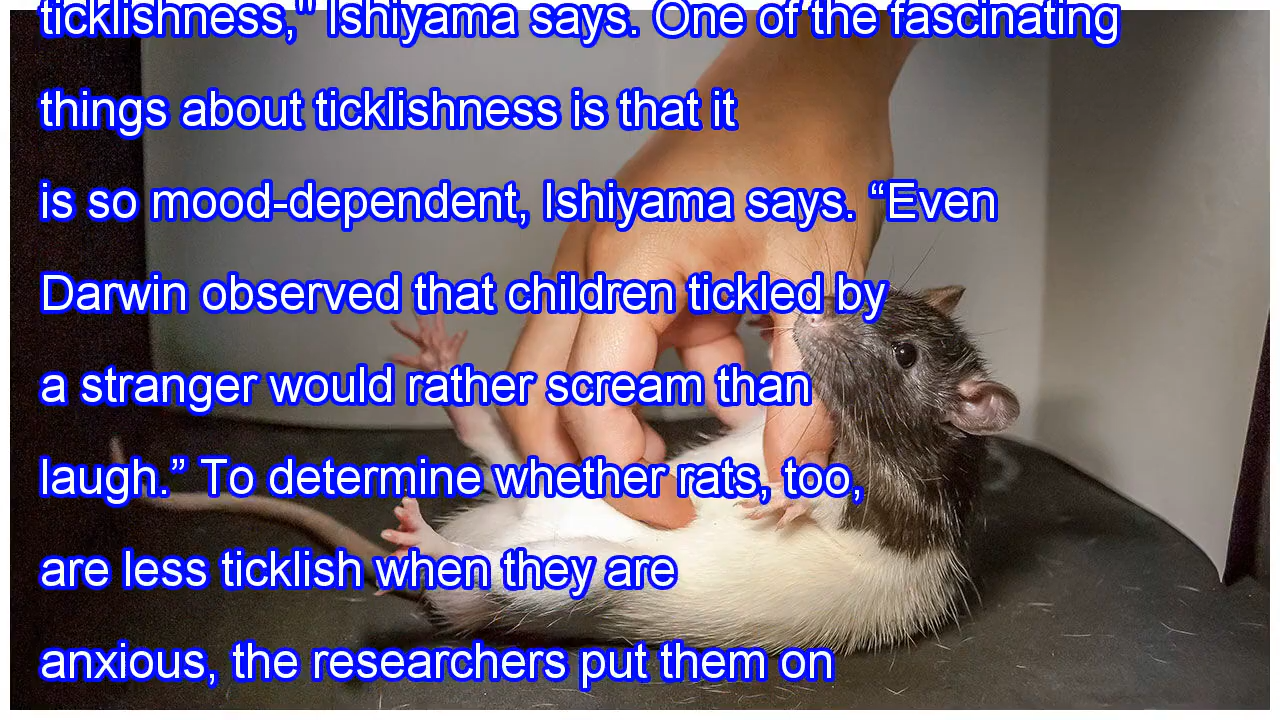 ticklishness," Ishiyama says. One of the fascinating
things about ticklishness is that it
is so mood-dependent, Ishiyama says. “Even
Darwin observed that children tickled by
a stranger would rather scream than
laugh.” To determine whether rats, too,
are less ticklish when they are
anxious, the researchers put them on